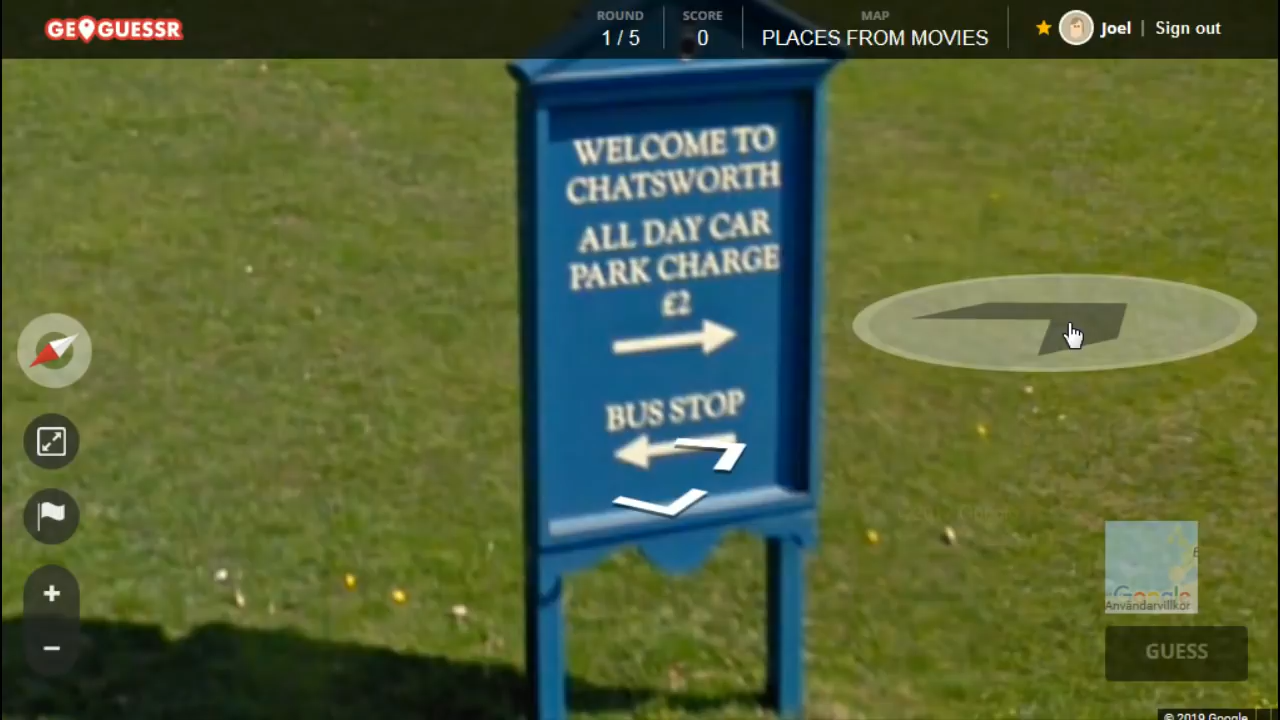 GEOGUESSR
ROUND
1 / 5
SCORE
0
MAP
PLACES FROM MOVIES
Joel | Sign out
WELCOME TO
CHATSWORTH
ALL DAY CAR
PARK CHARGE
£2
BUS STOP
Google
Användarvillkor
GUESS
© 2019 Google